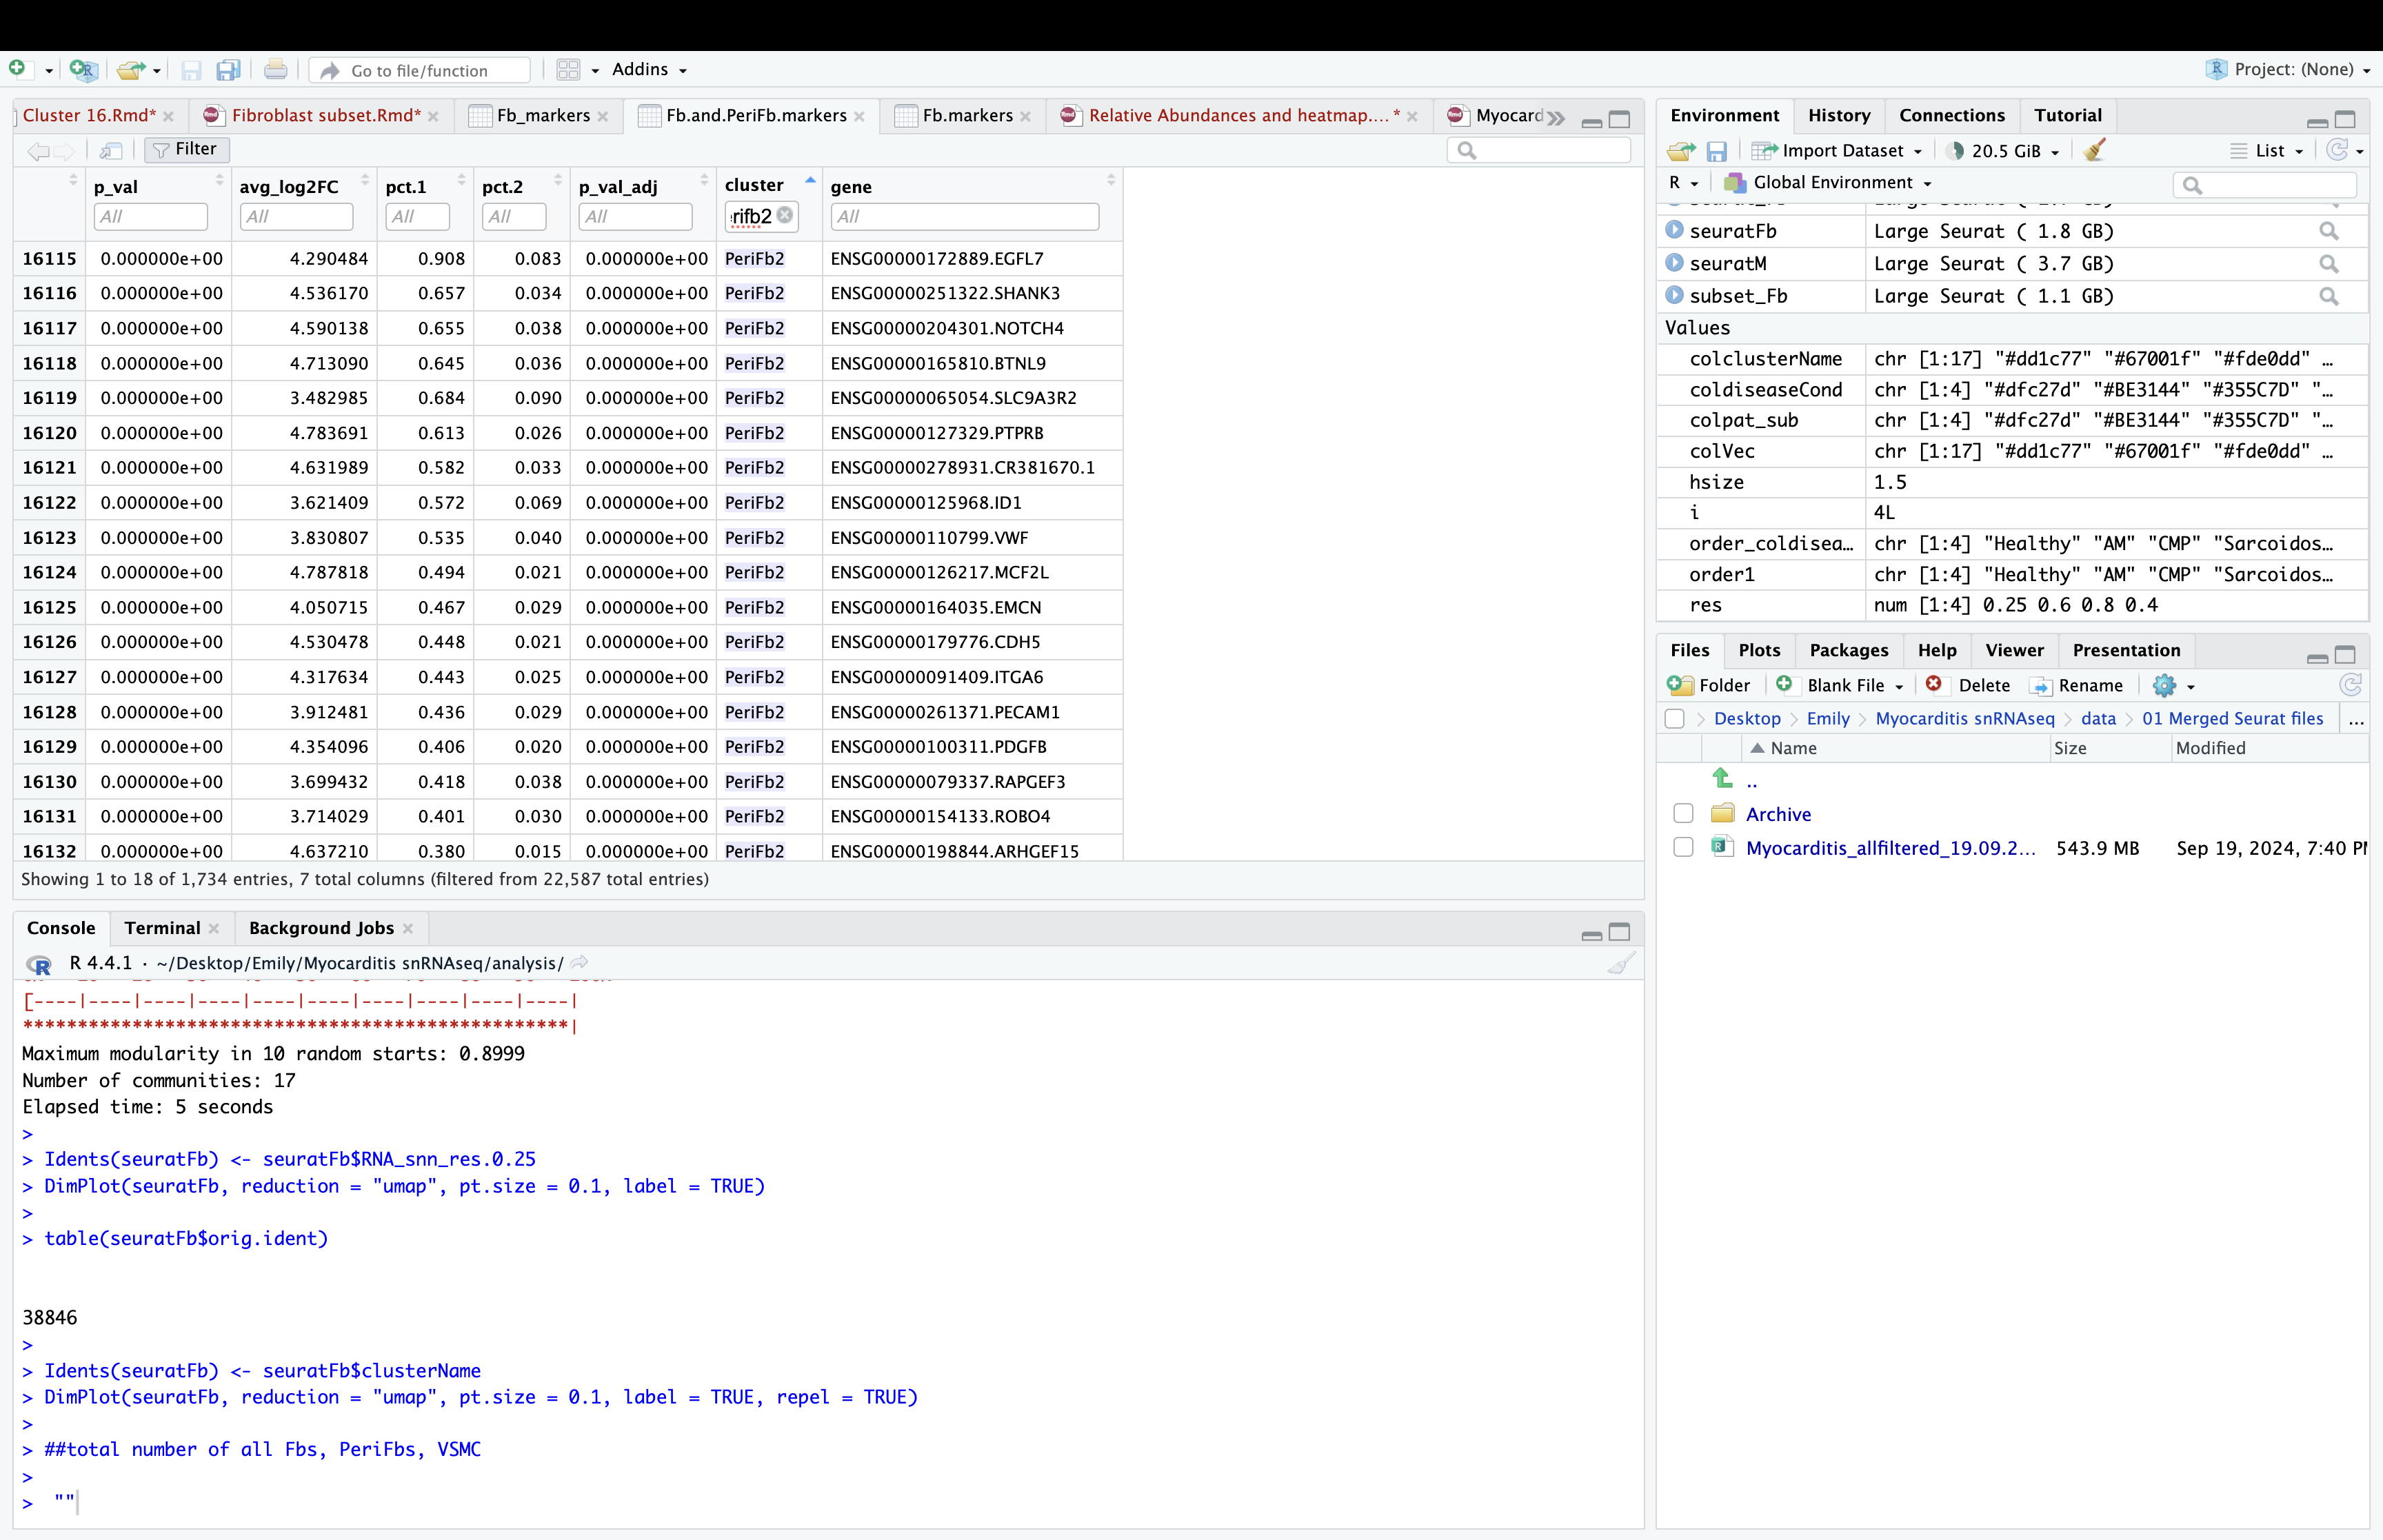 Go to file/function
Addins
Project: (None)
Cluster 16.Rmd*
Fibroblast subset.Rmd*
Fb_markers
Fb.and.PeriFb.markers
Fb.markers
Relative Abundances and heatmap....*
Myocard
Filter
p_val avg_log2FC pct.1 pct.2 p_val_adj cluster gene
All All All All All rifb2 All
16115 0.000000e+00 4.290484 0.908 0.083 0.000000e+00 PeriFb2 ENSG00000172889.EGFL7
16116 0.000000e+00 4.536170 0.657 0.034 0.000000e+00 PeriFb2 ENSG00000251322.SHANK3
16117 0.000000e+00 4.590138 0.655 0.038 0.000000e+00 PeriFb2 ENSG00000204301.NOTCH4
16118 0.000000e+00 4.713090 0.645 0.036 0.000000e+00 PeriFb2 ENSG00000165810.BTNL9
16119 0.000000e+00 3.482985 0.684 0.090 0.000000e+00 PeriFb2 ENSG00000065054.SLC9A3R2
16120 0.000000e+00 4.783691 0.613 0.026 0.000000e+00 PeriFb2 ENSG00000127329.PTPRB
16121 0.000000e+00 4.631989 0.582 0.033 0.000000e+00 PeriFb2 ENSG00000278931.CR381670.1
16122 0.000000e+00 3.621409 0.572 0.069 0.000000e+00 PeriFb2 ENSG00000125968.ID1
16123 0.000000e+00 3.830807 0.535 0.040 0.000000e+00 PeriFb2 ENSG00000110799.VWF
16124 0.000000e+00 4.787818 0.494 0.021 0.000000e+00 PeriFb2 ENSG00000126217.MCF2L
16125 0.000000e+00 4.050715 0.467 0.029 0.000000e+00 PeriFb2 ENSG00000164035.EMCN
16126 0.000000e+00 4.530478 0.448 0.021 0.000000e+00 PeriFb2 ENSG00000179776.CDH5
16127 0.000000e+00 4.317634 0.443 0.025 0.000000e+00 PeriFb2 ENSG00000091409.ITGA6
16128 0.000000e+00 3.912481 0.436 0.029 0.000000e+00 PeriFb2 ENSG00000261371.PECAM1
16129 0.000000e+00 4.354096 0.406 0.020 0.000000e+00 PeriFb2 ENSG00000100311.PDGFB
16130 0.000000e+00 3.699432 0.418 0.038 0.000000e+00 PeriFb2 ENSG00000079337.RAPGEF3
16131 0.000000e+00 3.714029 0.401 0.030 0.000000e+00 PeriFb2 ENSG00000154133.ROBO4
16132 0.000000e+00 4.637210 0.380 0.015 0.000000e+00 PeriFb2 ENSG00000198844.ARHGEF15
Showing 1 to 18 of 1,734 entries, 7 total columns (filtered from 22,587 total entries)
Console Terminal Background Jobs
R 4.4.1 · ~/Desktop/Emily/Myocarditis snRNAseq/analysis/
[----|----|----|----|----|----|----|----|----|----|
**************************************************|
Maximum modularity in 10 random starts: 0.8999
Number of communities: 17
Elapsed time: 5 seconds
>
> Idents(seuratFb) <- seuratFb$RNA_snn_res.0.25
> DimPlot(seuratFb, reduction = "umap", pt.size = 0.1, label = TRUE)
>
> table(seuratFb$orig.ident)
38846
>
> Idents(seuratFb) <- seuratFb$clusterName
> DimPlot(seuratFb, reduction = "umap", pt.size = 0.1, label = TRUE, repel = TRUE)
>
> ##total number of all Fbs, PeriFbs, VSMC
>
> ""
Environment History Connections Tutorial
Import Dataset 20.5 GiB List
R Global Environment
seuratFb Large Seurat ( 1.8 GB)
seuratM Large Seurat ( 3.7 GB)
subset_Fb Large Seurat ( 1.1 GB)
Values
colclusterName chr [1:17] "#dd1c77" "#67001f" "#fde0dd" …
coldiseaseCond chr [1:4] "#dfc27d" "#BE3144" "#355C7D" "…
colpat_sub chr [1:4] "#dfc27d" "#BE3144" "#355C7D" "…
colVec chr [1:17] "#dd1c77" "#67001f" "#fde0dd" …
hsize 1.5
i 4L
order_coldisea… chr [1:4] "Healthy" "AM" "CMP" "Sarcoidos…
order1 chr [1:4] "Healthy" "AM" "CMP" "Sarcoidos…
res num [1:4] 0.25 0.6 0.8 0.4
Files Plots Packages Help Viewer Presentation
Folder Blank File Delete Rename
Desktop Emily Myocarditis snRNAseq data 01 Merged Seurat files ...
Name Size Modified
..
Archive
Myocarditis_allfiltered_19.09.2... 543.9 MB Sep 19, 2024, 7:40 P